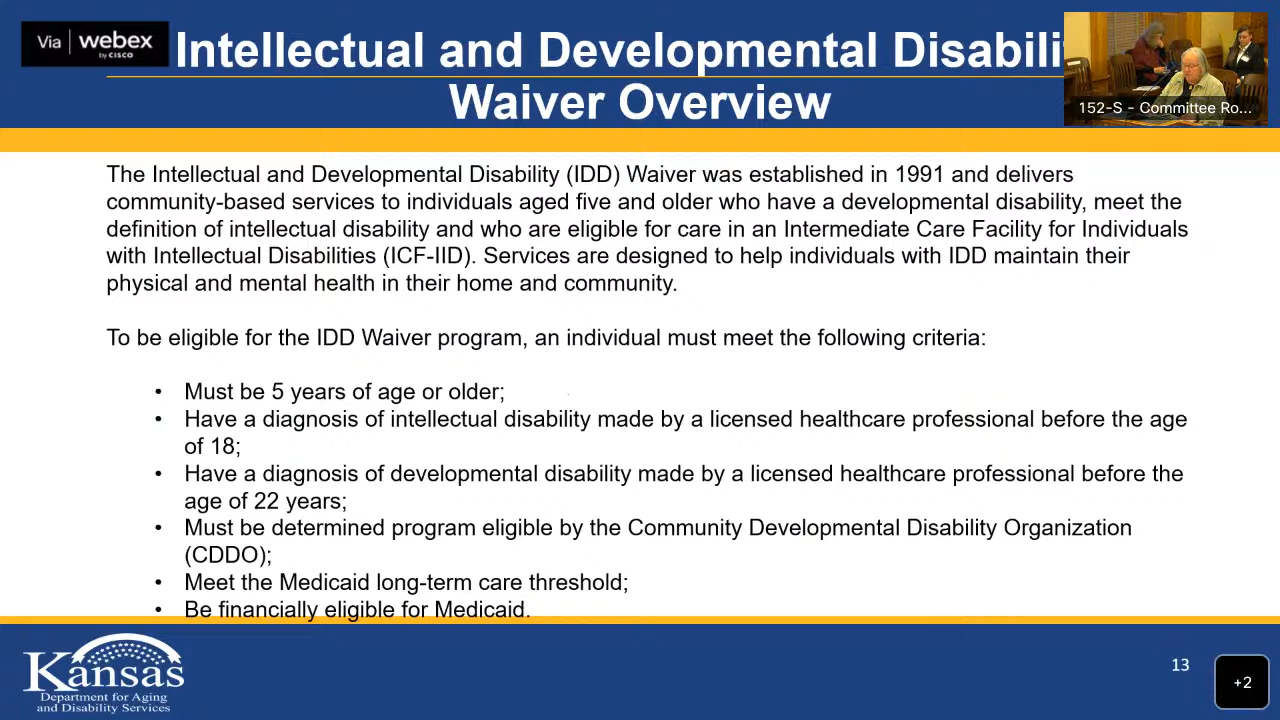 Via webex
by CISCO
Intellectual and Developmental Disabili
Waiver Overview
152-S - Committee Ro...
The Intellectual and Developmental Disability (IDD) Waiver was established in 1991 and delivers
community-based services to individuals aged five and older who have a developmental disability, meet the
definition of intellectual disability and who are eligible for care in an Intermediate Care Facility for Individuals
with Intellectual Disabilities (ICF-IID). Services are designed to help individuals with IDD maintain their
physical and mental health in their home and community.
To be eligible for the IDD Waiver program, an individual must meet the following criteria:
• Must be 5 years of age or older;
• Have a diagnosis of intellectual disability made by a licensed healthcare professional before the age
of 18;
• Have a diagnosis of developmental disability made by a licensed healthcare professional before the
age of 22 years;
• Must be determined program eligible by the Community Developmental Disability Organization
(CDDO);
• Meet the Medicaid long-term care threshold;
• Be financially eligible for Medicaid.
Kansas
Department for Aging
and Disability Services
13
+2